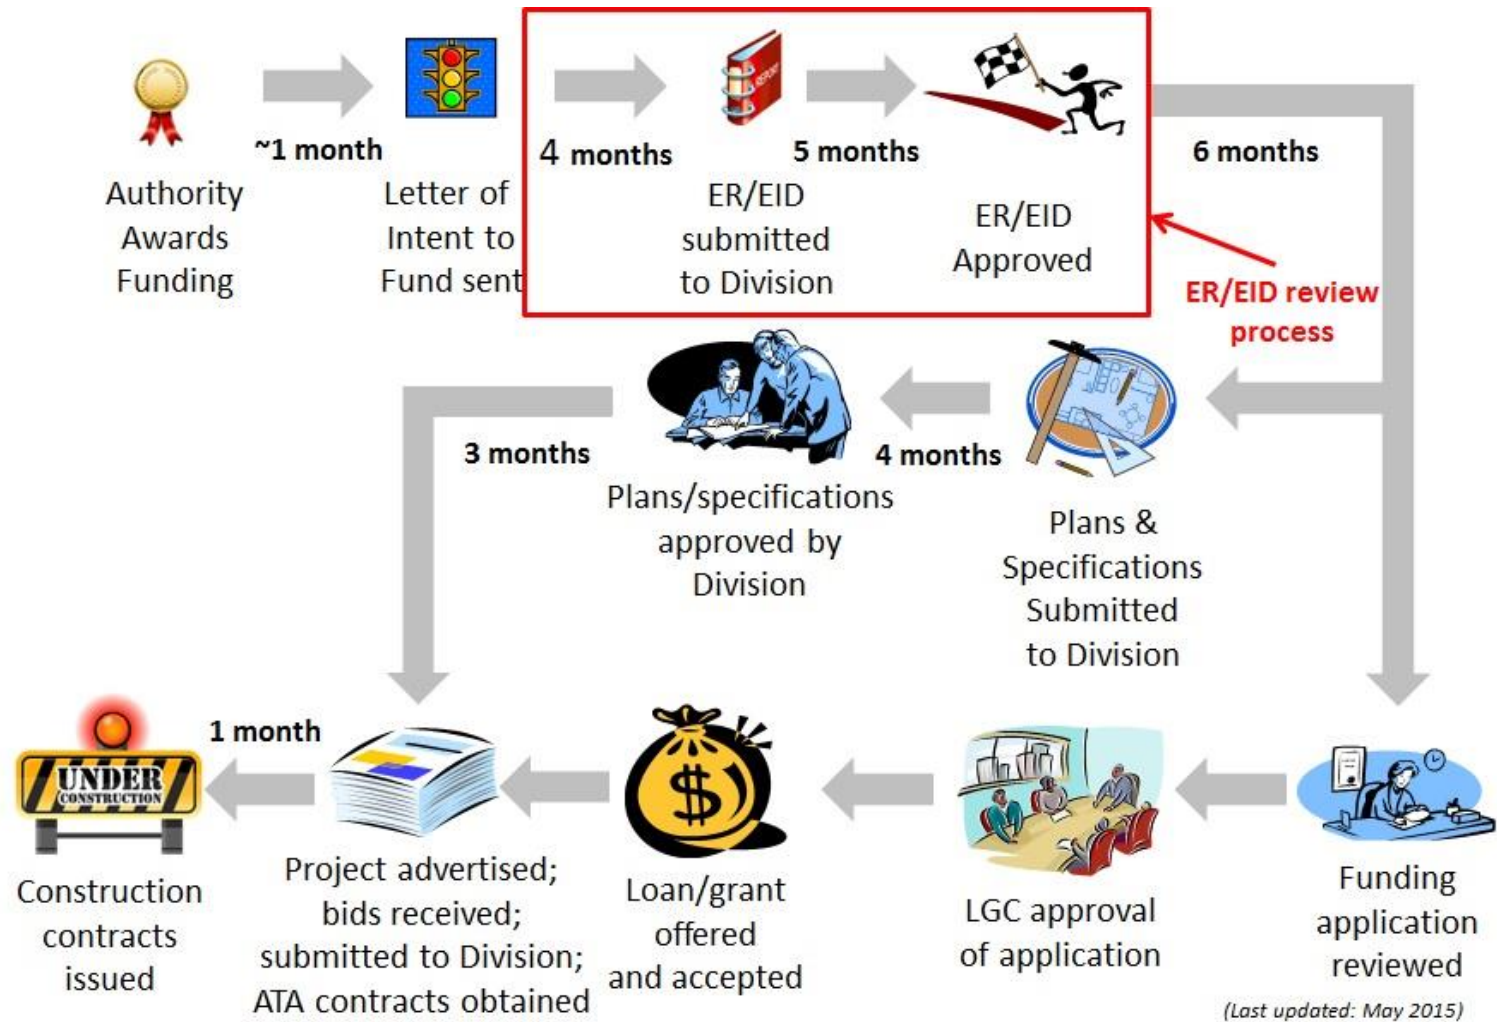 ~1 month
Authority
Awards
Funding
Letter of
Intent to
Fund sent
4 months
REPORT
ER/EID
submitted
to Division
5 months
ER/EID
Approved
6 months
ER/EID review
process
Plans &
Specifications
Submitted
to Division
4 months
Plans/specifications
approved by
Division
3 months
Funding
application
reviewed
LGC approval
of application
$
Loan/grant
offered
and accepted
Project advertised;
bids received;
submitted to Division;
ATA contracts obtained
1 month
UNDER
CONSTRUCTION
Construction
contracts
issued
(Last updated: May 2015)